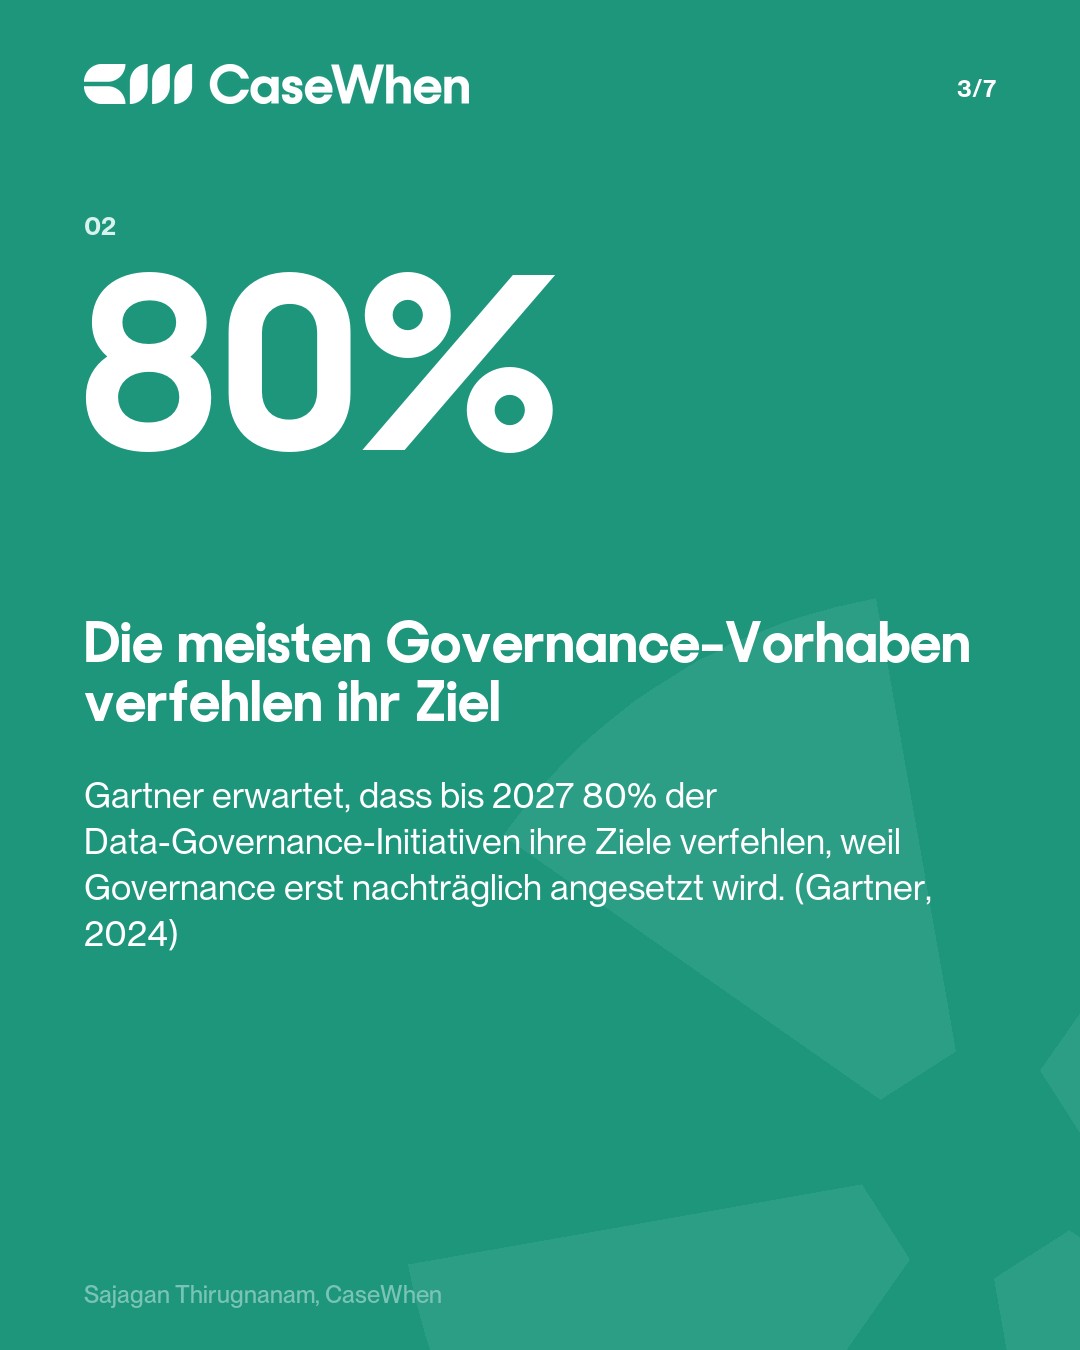 CaseWhen
3/7
02
80%
Die meisten Governance-Vorhaben
verfehlen ihr Ziel
Gartner erwartet, dass bis 2027 80% der
Data-Governance-Initiativen ihre Ziele verfehlen, weil
Governance erst nachträglich angesetzt wird. (Gartner,
2024)
Sajagan Thirugnanam, CaseWhen